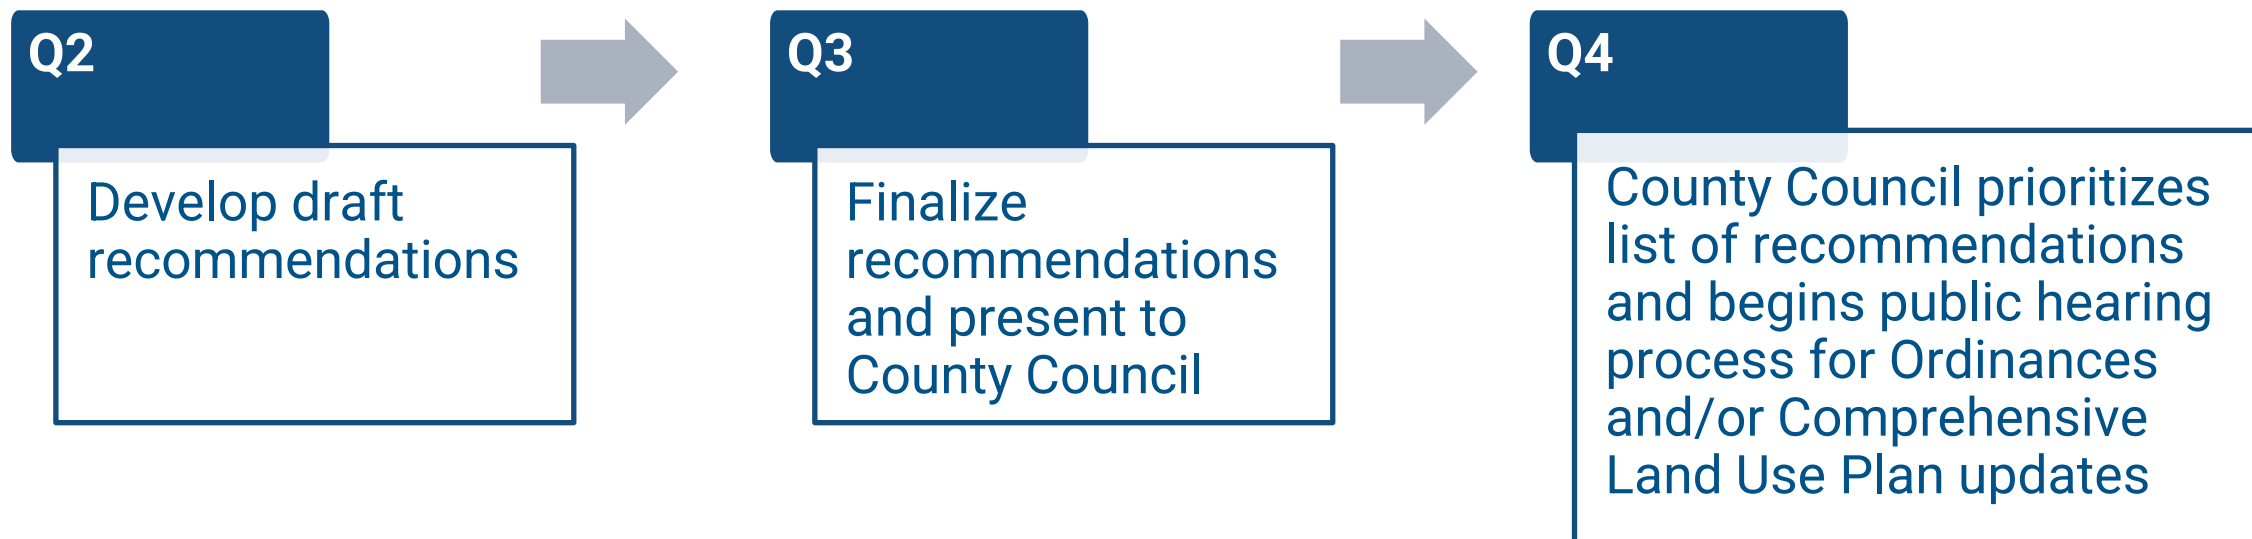 Q2
Develop draft
recommendations
Q3
Finalize
recommendations
and present to
County Council
Q4
County Council prioritizes
list of recommendations
and begins public hearing
process for Ordinances
and/or Comprehensive
Land Use Plan updates